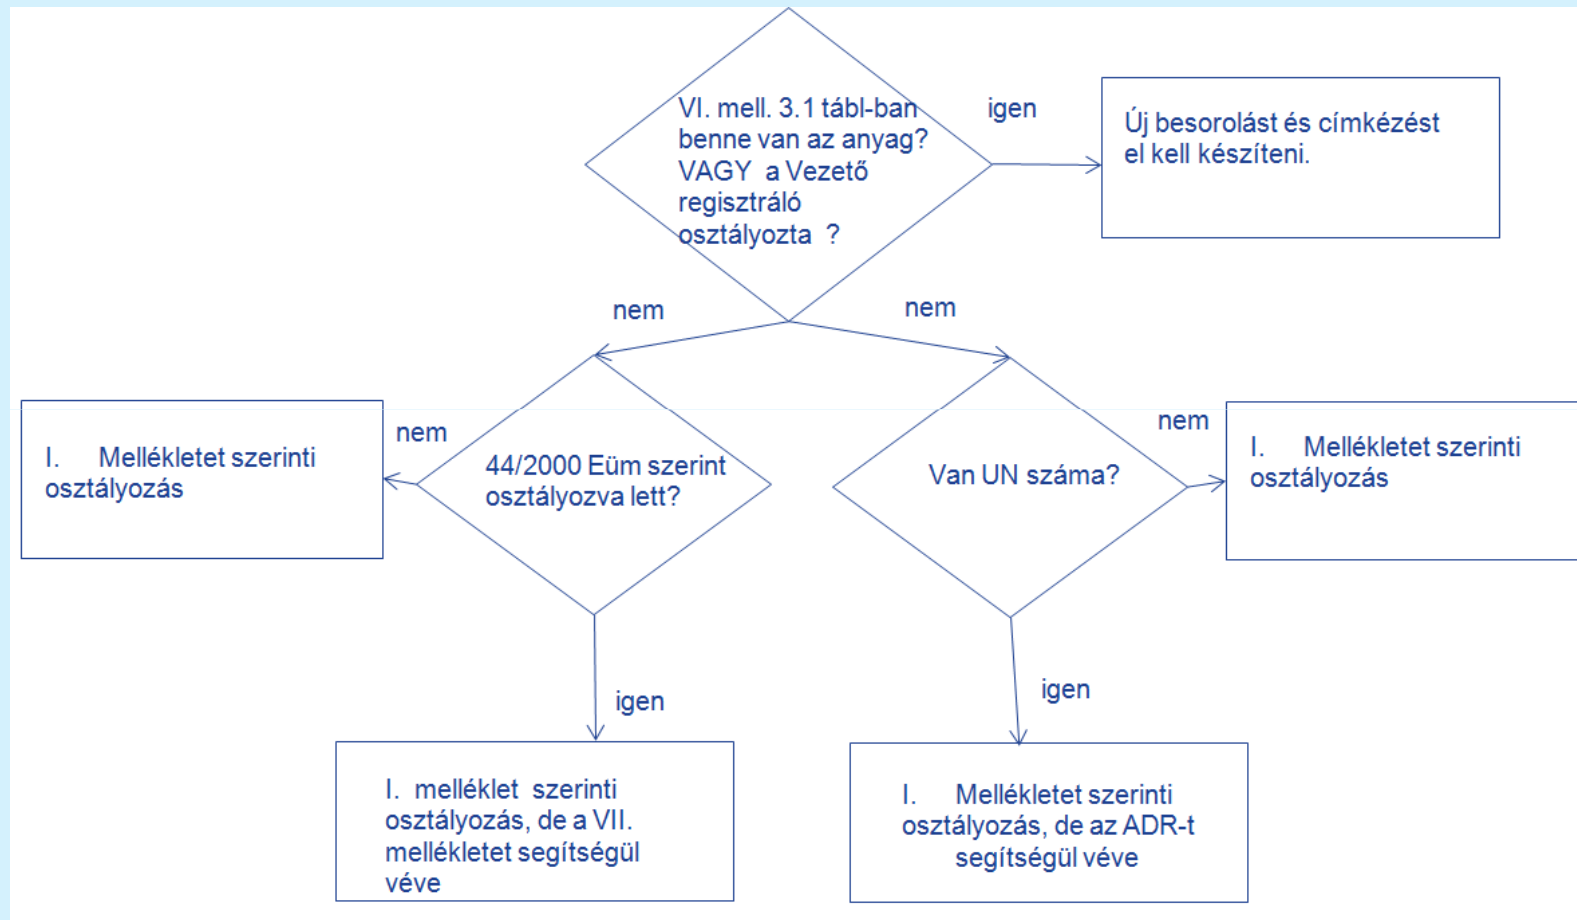 VI. mell. 3.1 tábl-ban
benne van az anyag?
VAGY a Vezető
regisztráló
osztályozta ?
igen
Új besorolást és címkézést
el kell készíteni.
nem
nem
I. Mellékletet szerinti
osztályozás
nem
44/2000 Eüm szerint
osztályozva lett?
Van UN száma?
nem
I. Mellékletet szerinti
osztályozás
igen
igen
I. melléklet szerinti
osztályozás, de a VII.
mellékletet segítségül
véve
I. Mellékletet szerinti
osztályozás, de az ADR-t
segítségül véve